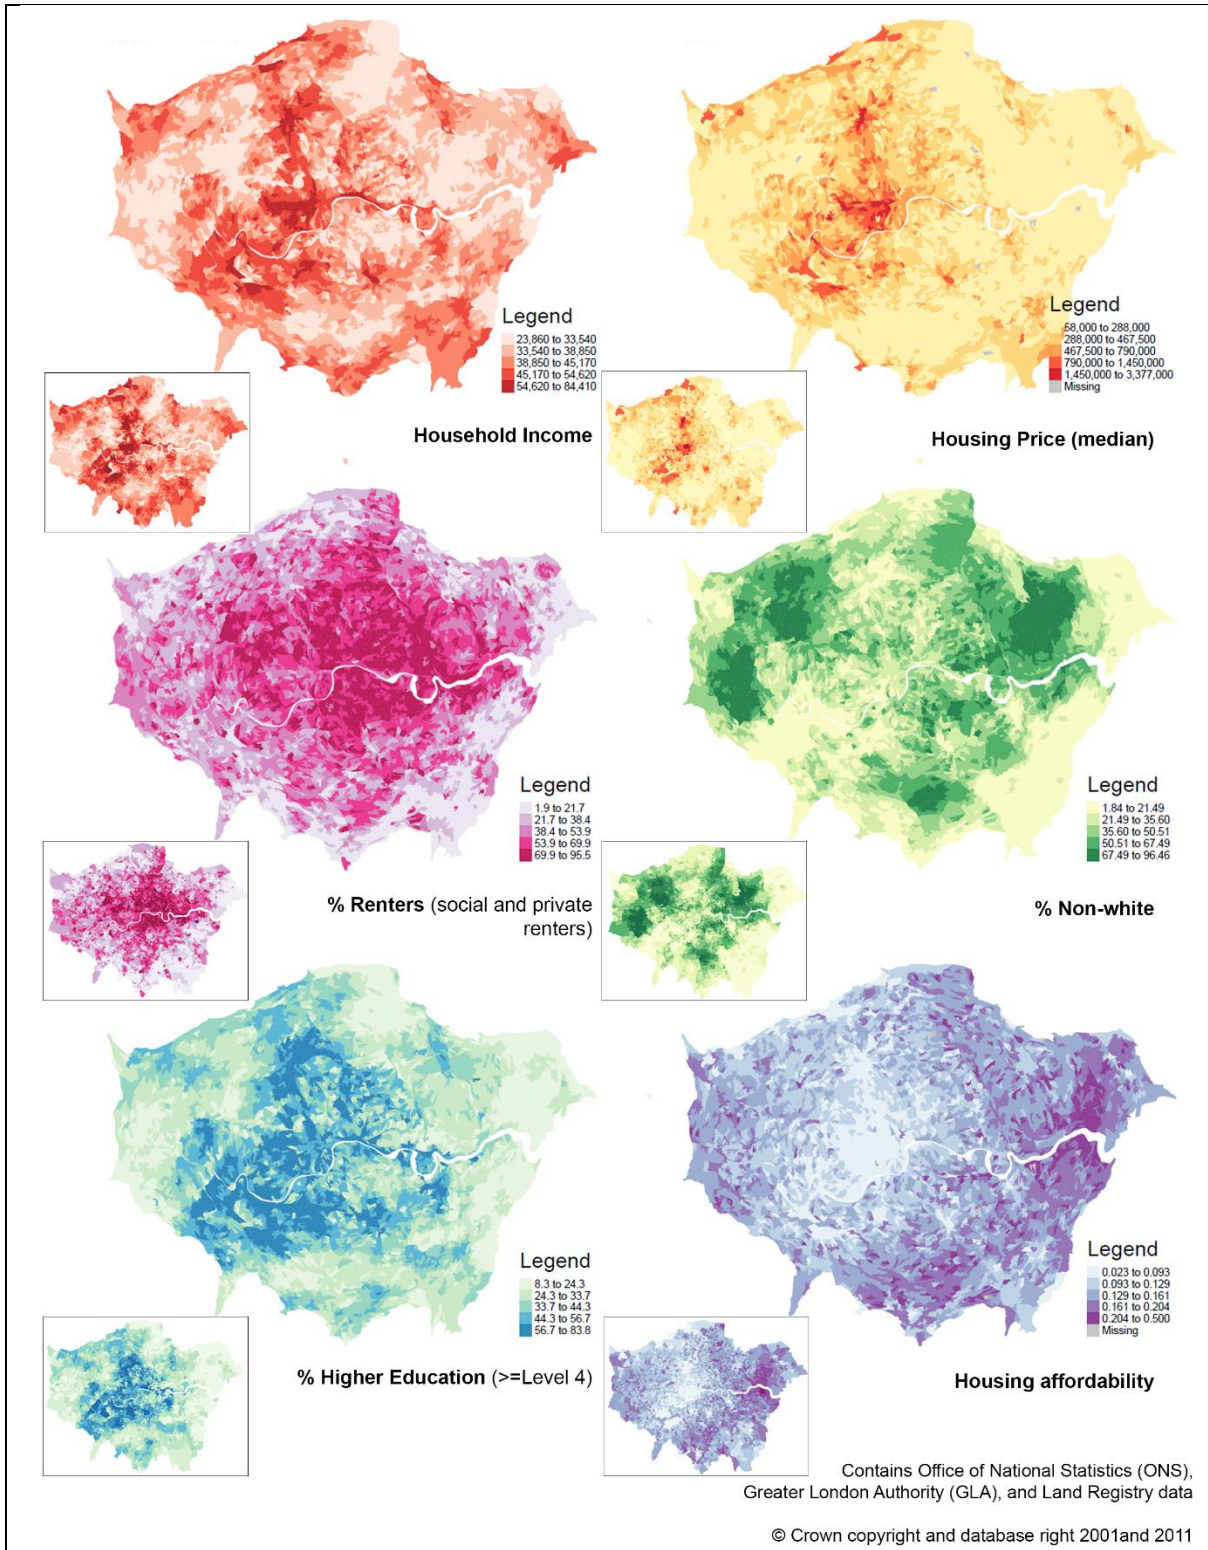 Legend
23,860 to 33,540
33,540 to 38,850
38,850 to 45,170
45,170 to 54,620
54,620 to 84,410
Household Income
Legend
58,000 to 288,000
288,000 to 467,500
467,500 to 790,000
790,000 to 1,450,000
1,450,000 to 3,377,000
Missing
Housing Price (median)
Legend
1.9 to 21.7
21.7 to 38.4
38.4 to 53.9
53.9 to 69.9
69.9 to 95.5
% Renters (social and private
renters)
Legend
1.84 to 21.49
21.49 to 35.60
35.60 to 50.51
50.51 to 67.49
67.49 to 96.46
% Non-white
Legend
8.3 to 24.3
24.3 to 33.7
33.7 to 44.3
44.3 to 56.7
56.7 to 83.8
% Higher Education (>=Level 4)
Legend
0.023 to 0.093
0.093 to 0.129
0.129 to 0.161
0.161 to 0.204
0.204 to 0.500
Missing
Housing affordability
Contains Office of National Statistics (ONS),
Greater London Authority (GLA), and Land Registry data
© Crown copyright and database right 2001and 2011